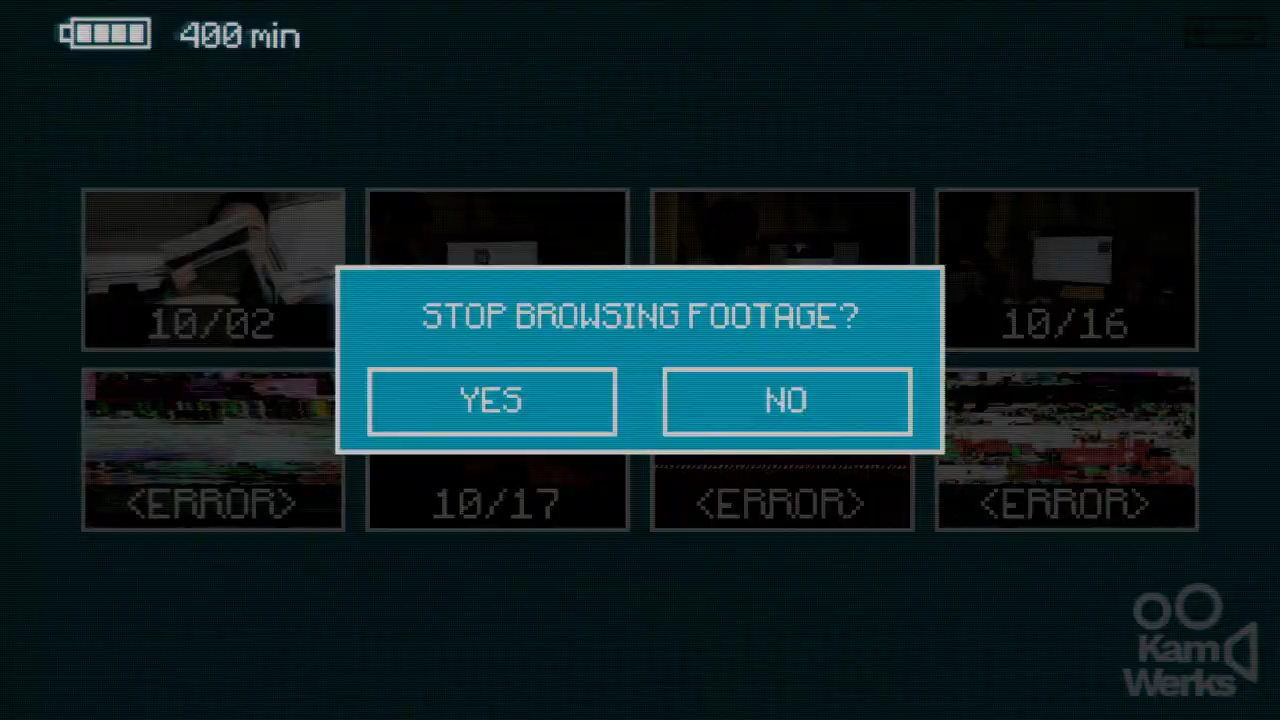 400 min
10/02
10/16
STOP BROWSING FOOTAGE?
YES NO
<ERROR> 10/17 <ERROR> <ERROR>
Kam
Werks